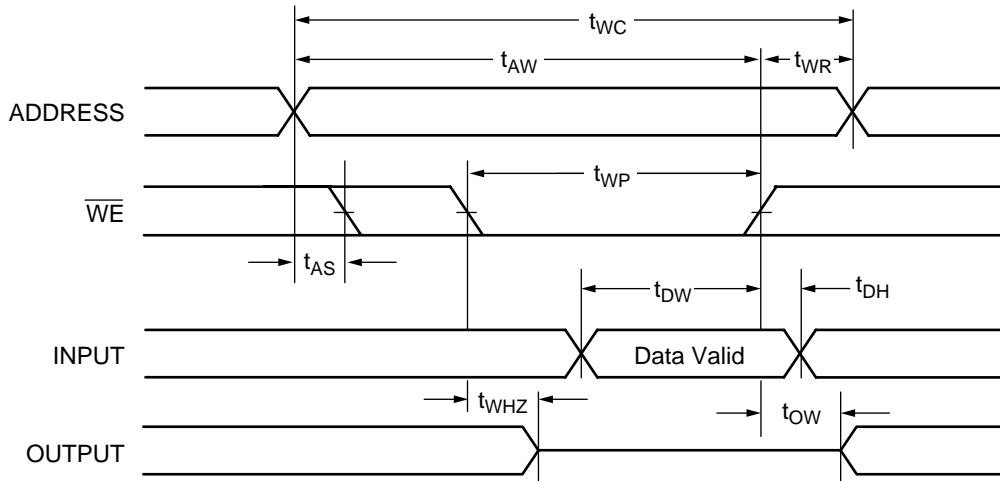 tWC
tAW
tWR
ADDRESS
tWP
WE
tAS
tDW
tDH
INPUT
Data Valid
tWHZ
tOW
OUTPUT